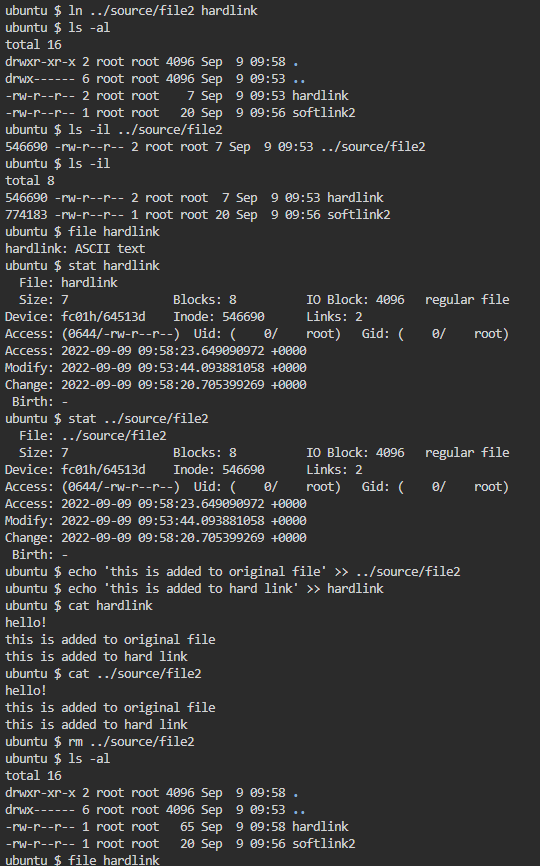 ubuntu $ ln ../source/file2 hardlink
ubuntu $ ls -al
total 16
drwxr-xr-x 2 root root 4096 Sep  9 09:58 .
drwx------ 6 root root 4096 Sep  9 09:53 ..
-rw-r--r-- 2 root root    7 Sep  9 09:53 hardlink
-rw-r--r-- 1 root root   20 Sep  9 09:56 softlink2
ubuntu $ ls -il ../source/file2
546690 -rw-r--r-- 2 root root 7 Sep  9 09:53 ../source/file2
ubuntu $ ls -il
total 8
546690 -rw-r--r-- 2 root root  7 Sep  9 09:53 hardlink
774183 -rw-r--r-- 1 root root 20 Sep  9 09:56 softlink2
ubuntu $ file hardlink
hardlink: ASCII text
ubuntu $ stat hardlink
  File: hardlink
  Size: 7               Blocks: 8          IO Block: 4096   regular file
Device: fc01h/64513d    Inode: 546690      Links: 2
Access: (0644/-rw-r--r--)  Uid: (    0/    root)   Gid: (    0/    root)
Access: 2022-09-09 09:58:23.649090972 +0000
Modify: 2022-09-09 09:53:44.093881058 +0000
Change: 2022-09-09 09:58:20.705399269 +0000
 Birth: -
ubuntu $ stat ../source/file2
  File: ../source/file2
  Size: 7               Blocks: 8          IO Block: 4096   regular file
Device: fc01h/64513d    Inode: 546690      Links: 2
Access: (0644/-rw-r--r--)  Uid: (    0/    root)   Gid: (    0/    root)
Access: 2022-09-09 09:58:23.649090972 +0000
Modify: 2022-09-09 09:53:44.093881058 +0000
Change: 2022-09-09 09:58:20.705399269 +0000
 Birth: -
ubuntu $ echo 'this is added to original file' >> ../source/file2
ubuntu $ echo 'this is added to hard link' >> hardlink
ubuntu $ cat hardlink
hello!
this is added to original file
this is added to hard link
ubuntu $ cat ../source/file2
hello!
this is added to original file
this is added to hard link
ubuntu $ rm ../source/file2
ubuntu $ ls -al
total 16
drwxr-xr-x 2 root root 4096 Sep  9 09:58 .
drwx------ 6 root root 4096 Sep  9 09:53 ..
-rw-r--r-- 1 root root   65 Sep  9 09:58 hardlink
-rw-r--r-- 1 root root   20 Sep  9 09:56 softlink2
ubuntu $ file hardlink